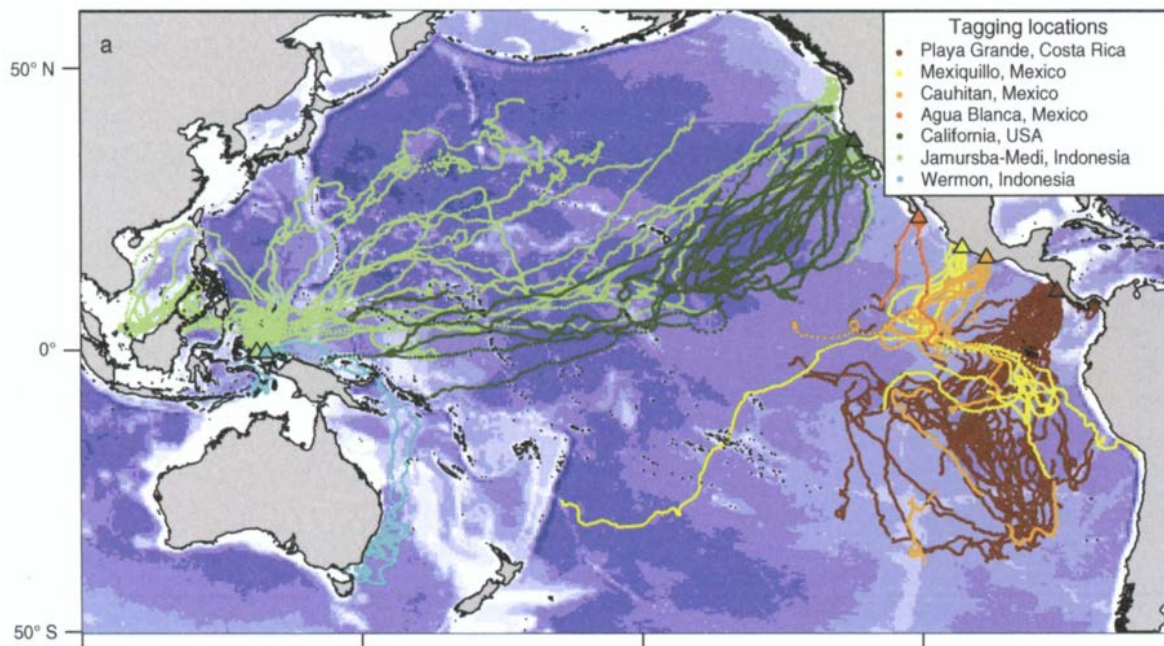 a
50° N
0°
50° S
Tagging locations
Playa Grande, Costa Rica
Mexiquillo, Mexico
Cauhitan, Mexico
Agua Blanca, Mexico
California, USA
Jamursba-Medi, Indonesia
Wermon, Indonesia